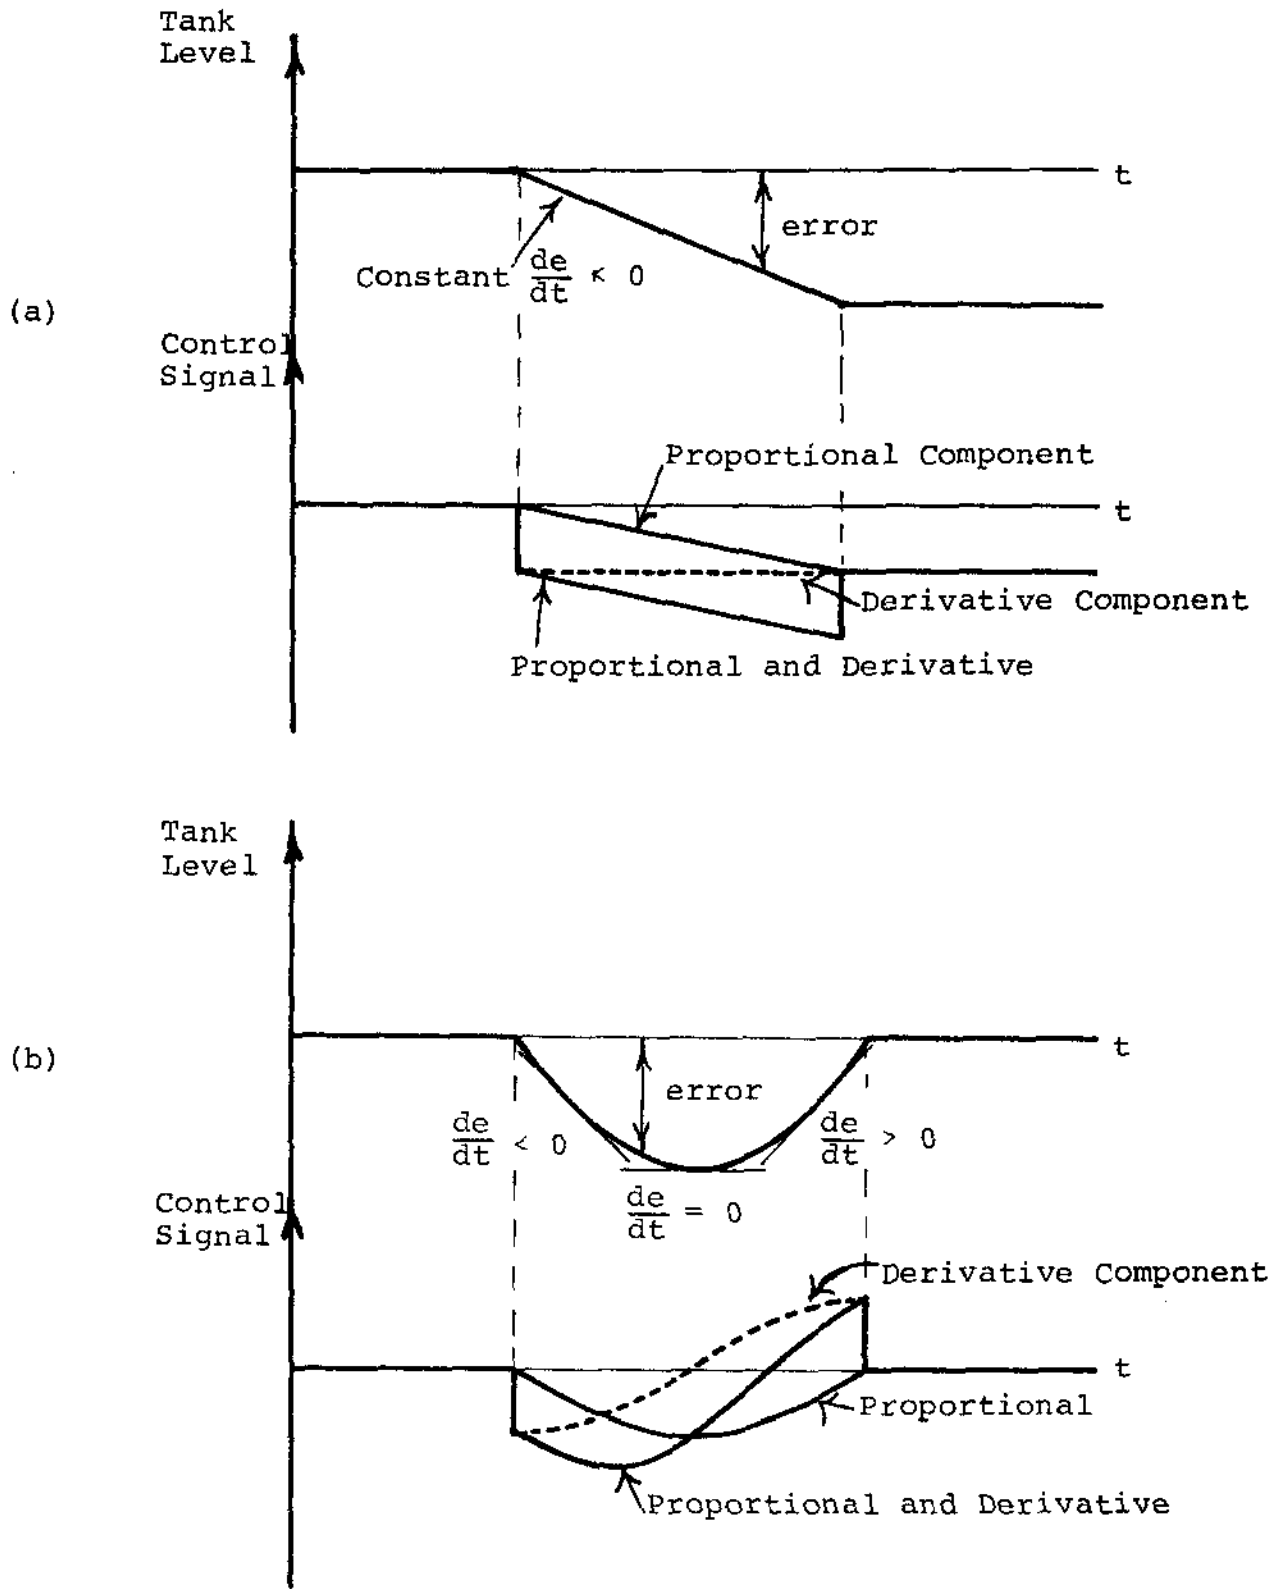 Tank
Level
t
error
Constant de/dt < 0
(a)
Control
Signal
Proportional Component
t
Derivative Component
Proportional and Derivative
Tank
Level
(b)
t
error
de/dt < 0
de/dt > 0
de/dt = 0
Control
Signal
Derivative Component
t
Proportional
Proportional and Derivative